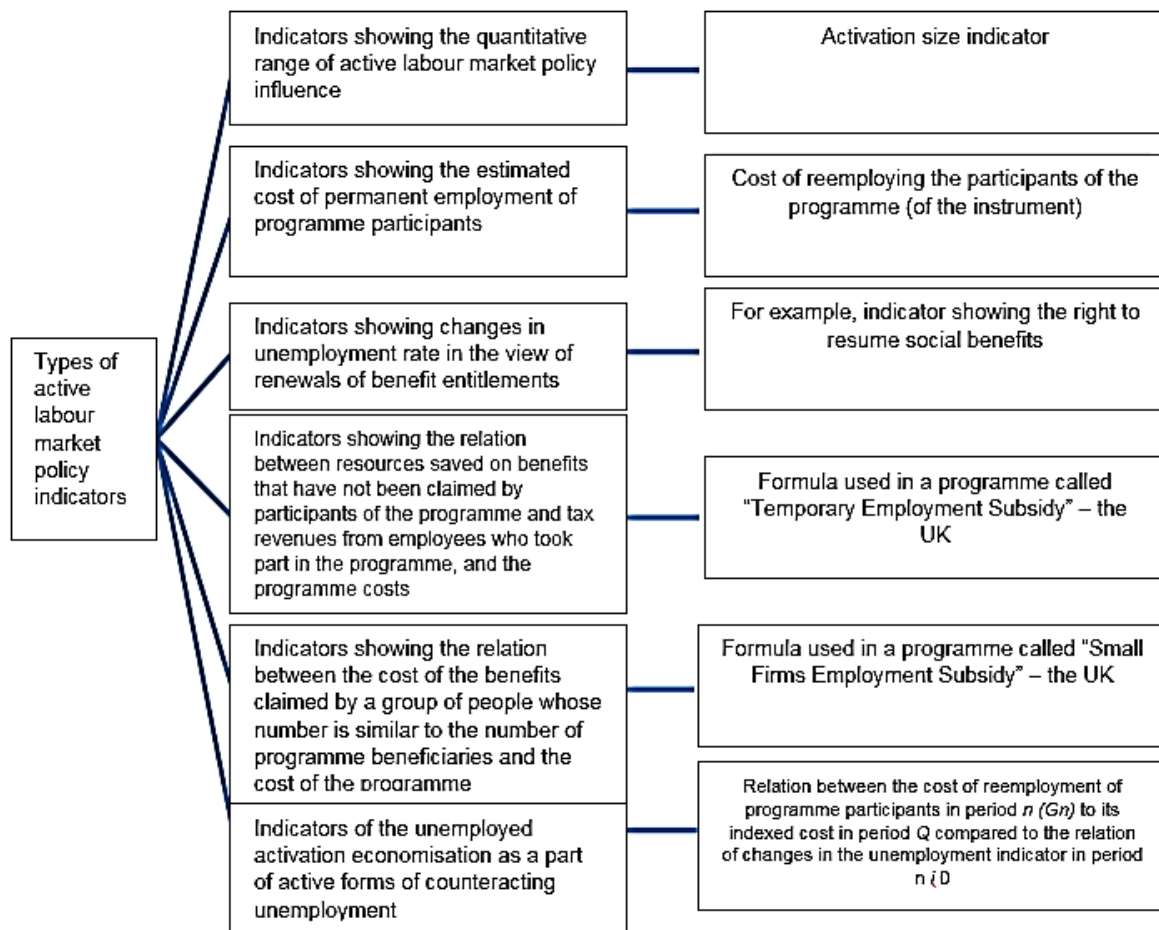 Types of
active
labour
market
policy
indicators
Indicators showing the quantitative
range of active labour market policy
influence
Activation size indicator
Indicators showing the estimated
cost of permanent employment of
programme participants
Cost of reemploying the participants of the
programme (of the instrument)
Indicators showing changes in
unemployment rate in the view of
renewals of benefit entitlements
For example, indicator showing the right to
resume social benefits
Indicators showing the relation
between resources saved on benefits
that have not been claimed by
participants of the programme and tax
revenues from employees who took
part in the programme, and the
programme costs
Formula used in a programme called
“Temporary Employment Subsidy” – the
UK
Indicators showing the relation
between the cost of the benefits
claimed by a group of people whose
number is similar to the number of
programme beneficiaries and the
cost of the programme
Formula used in a programme called “Small
Firms Employment Subsidy” – the UK
Indicators of the unemployed
activation economisation as a part
of active forms of counteracting
unemployment
Relation between the cost of reemployment of
programme participants in period n (Gn) to its
indexed cost in period Q compared to the relation
of changes in the unemployment indicator in period
n i 0